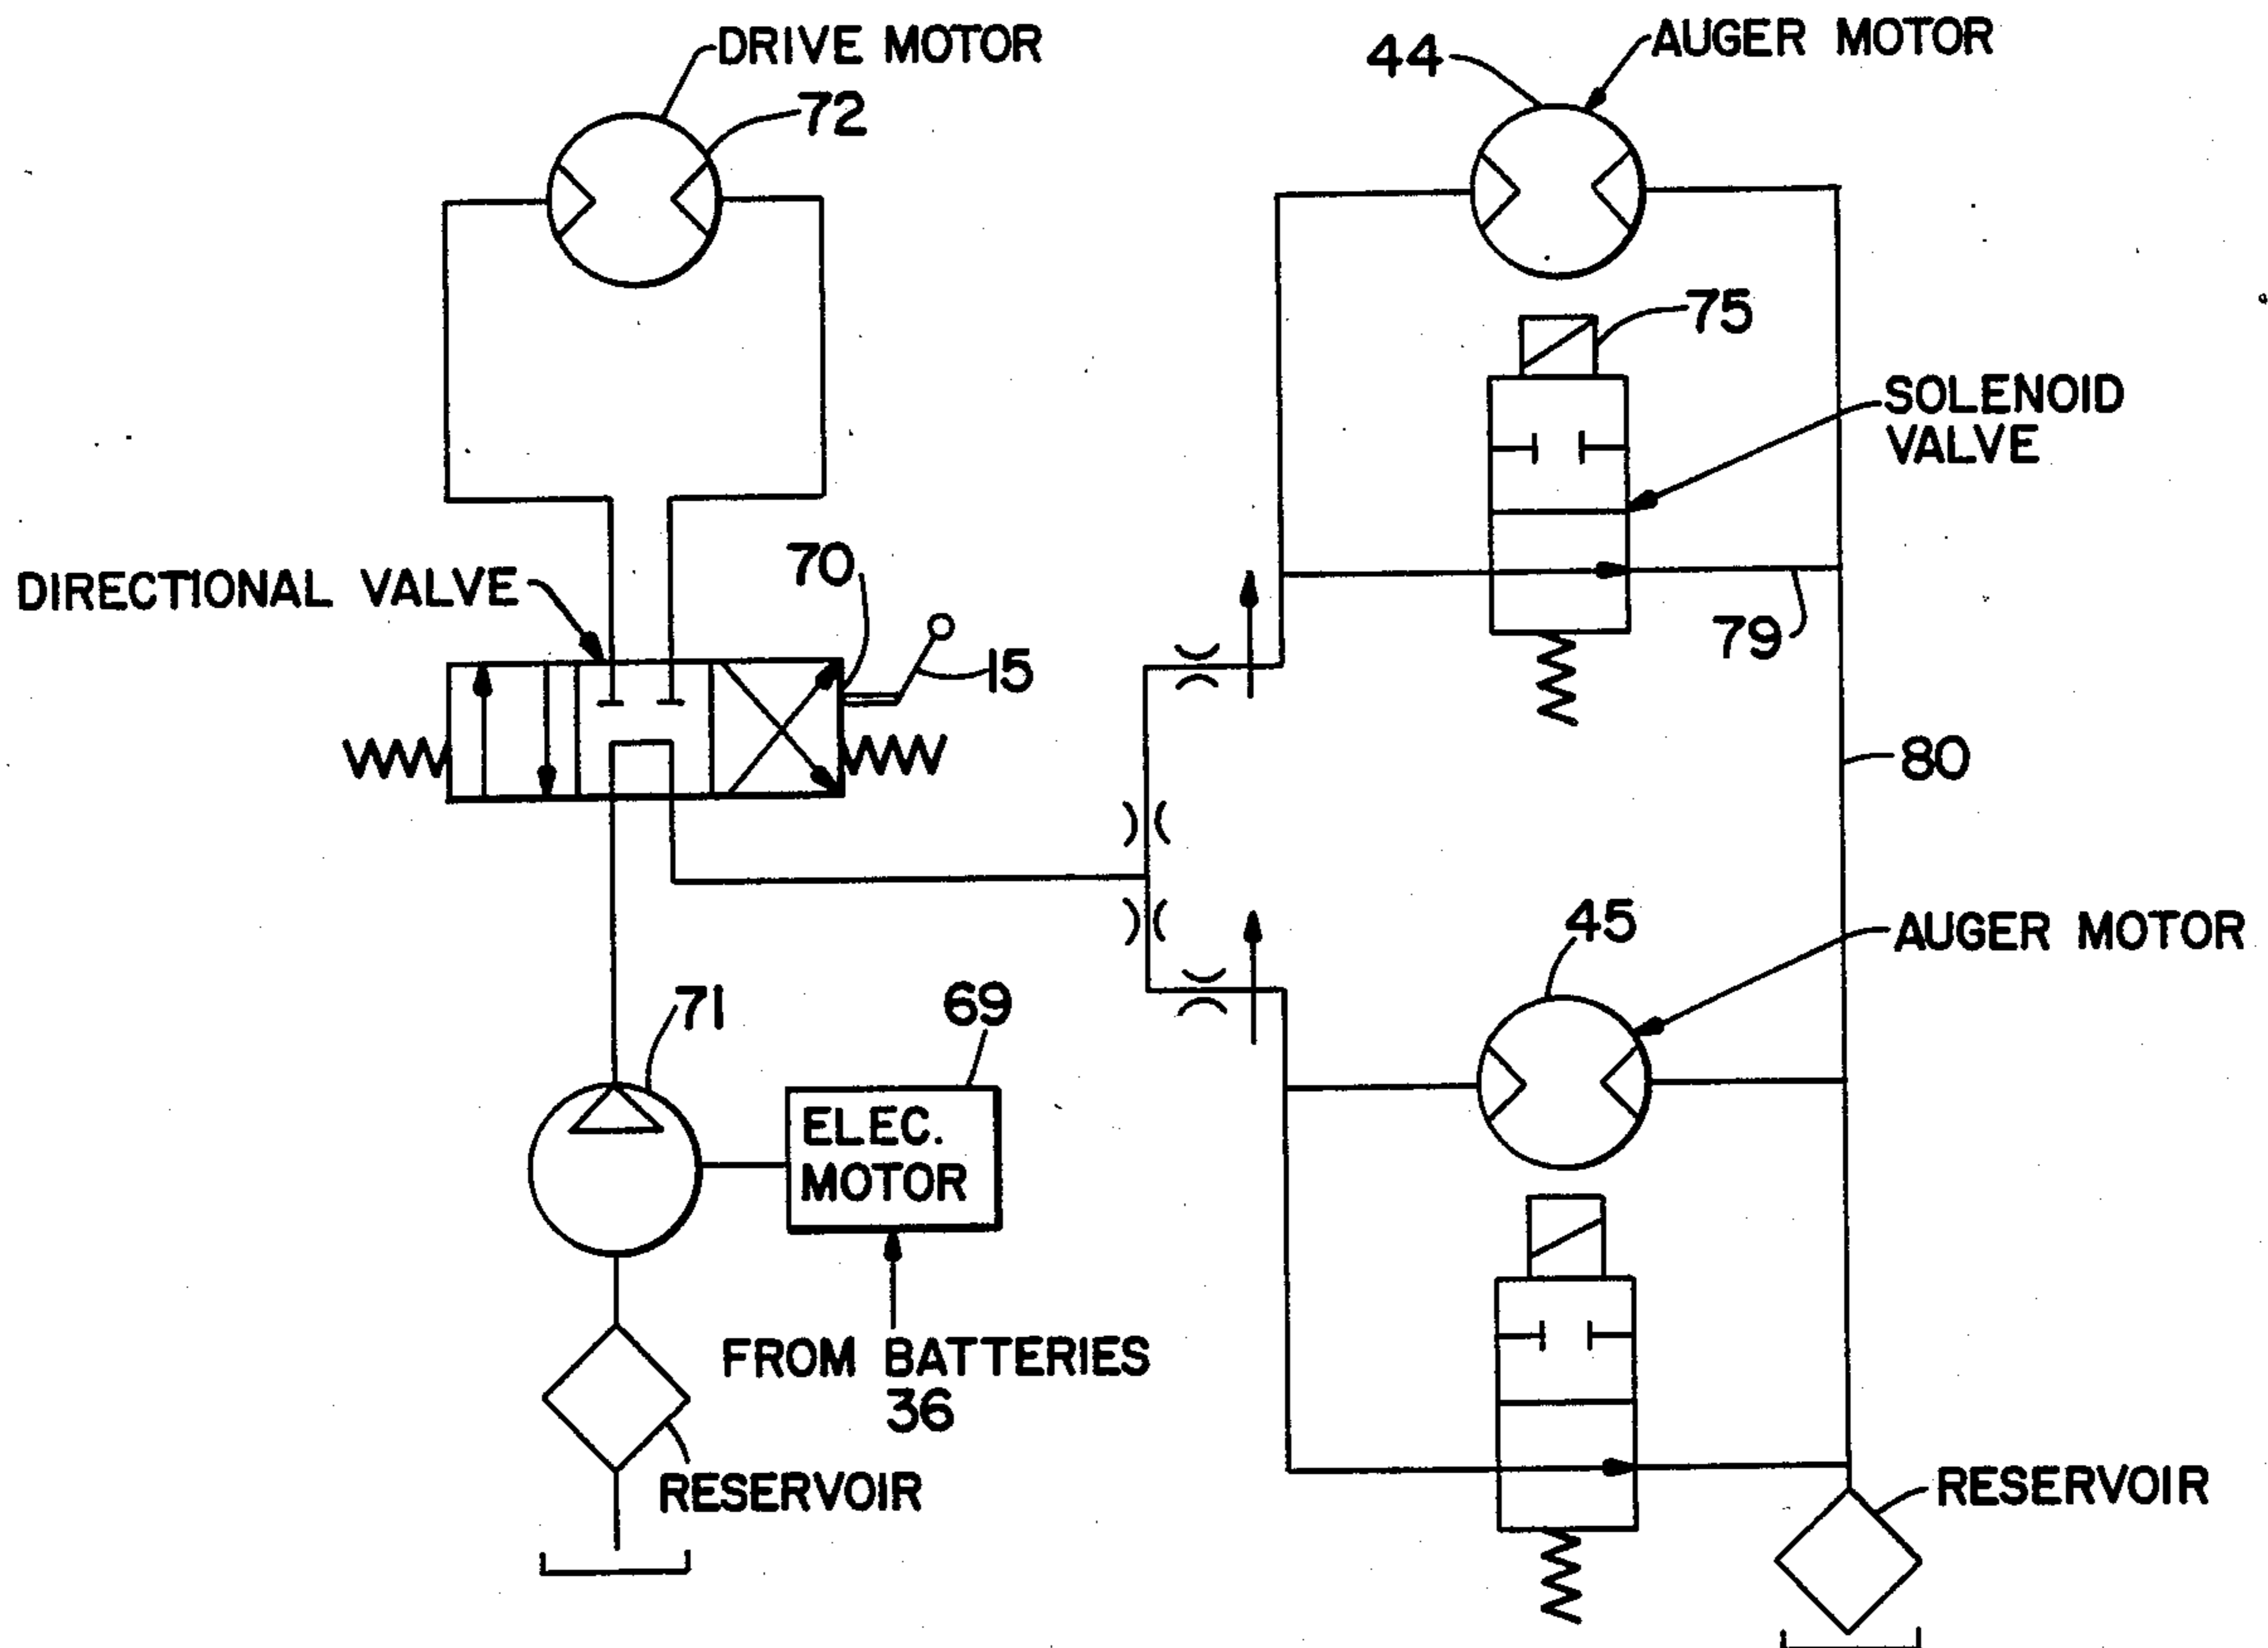 DRIVE MOTOR
72
44
AUGER MOTOR
75
SOLENOID
VALVE
DIRECTIONAL VALVE
70
15
79
80
45
AUGER MOTOR
71
69
ELEC.
MOTOR
FROM BATTERIES
36
RESERVOIR
RESERVOIR